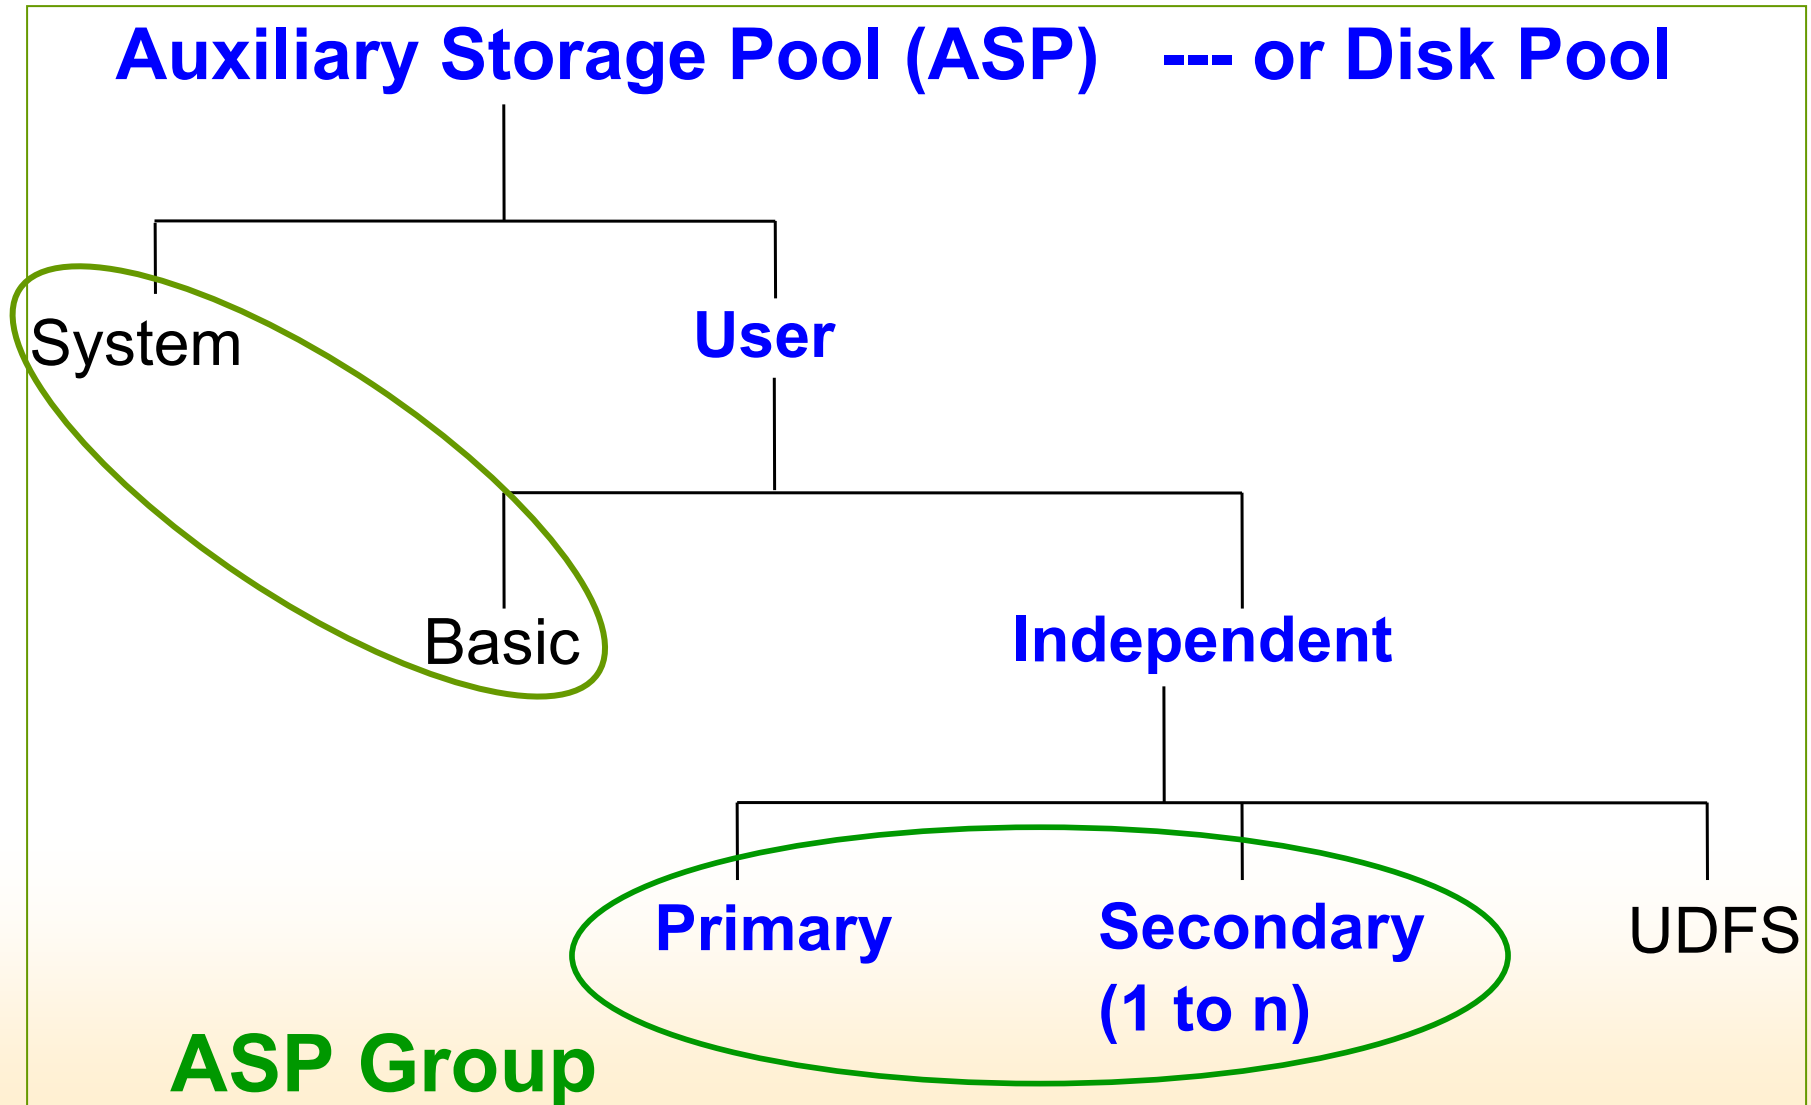 Auxiliary Storage Pool (ASP) --- or Disk Pool
System
User
Basic
Independent
Primary
Secondary
(1 to n)
UDFS
ASP Group